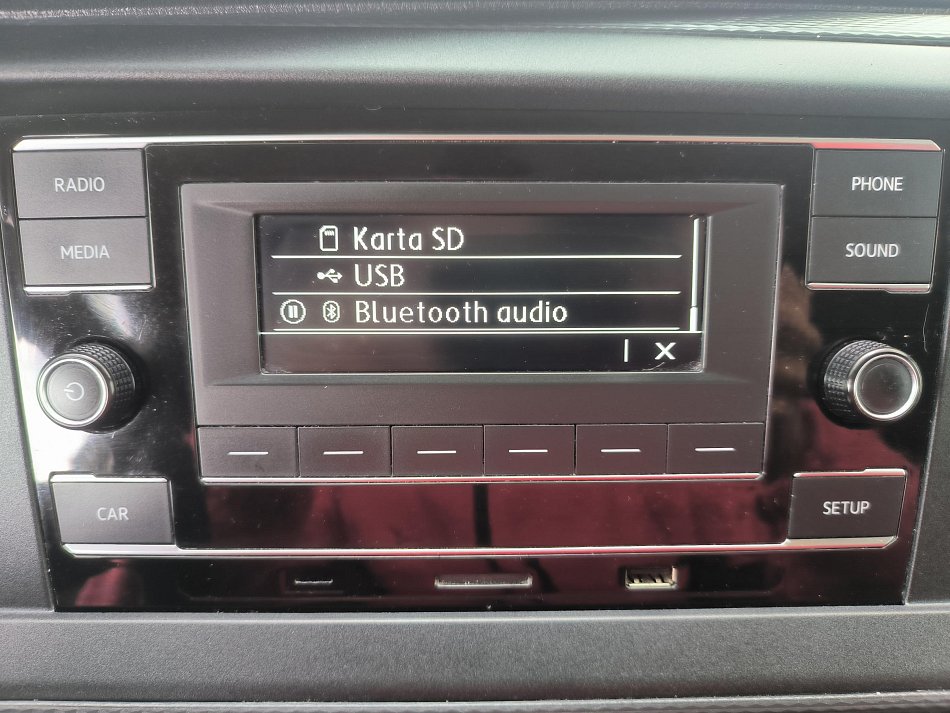 RADIO
PHONE
MEDIA
SOUND
Karta SD
USB
Bluetooth audio
X
CAR
SETUP